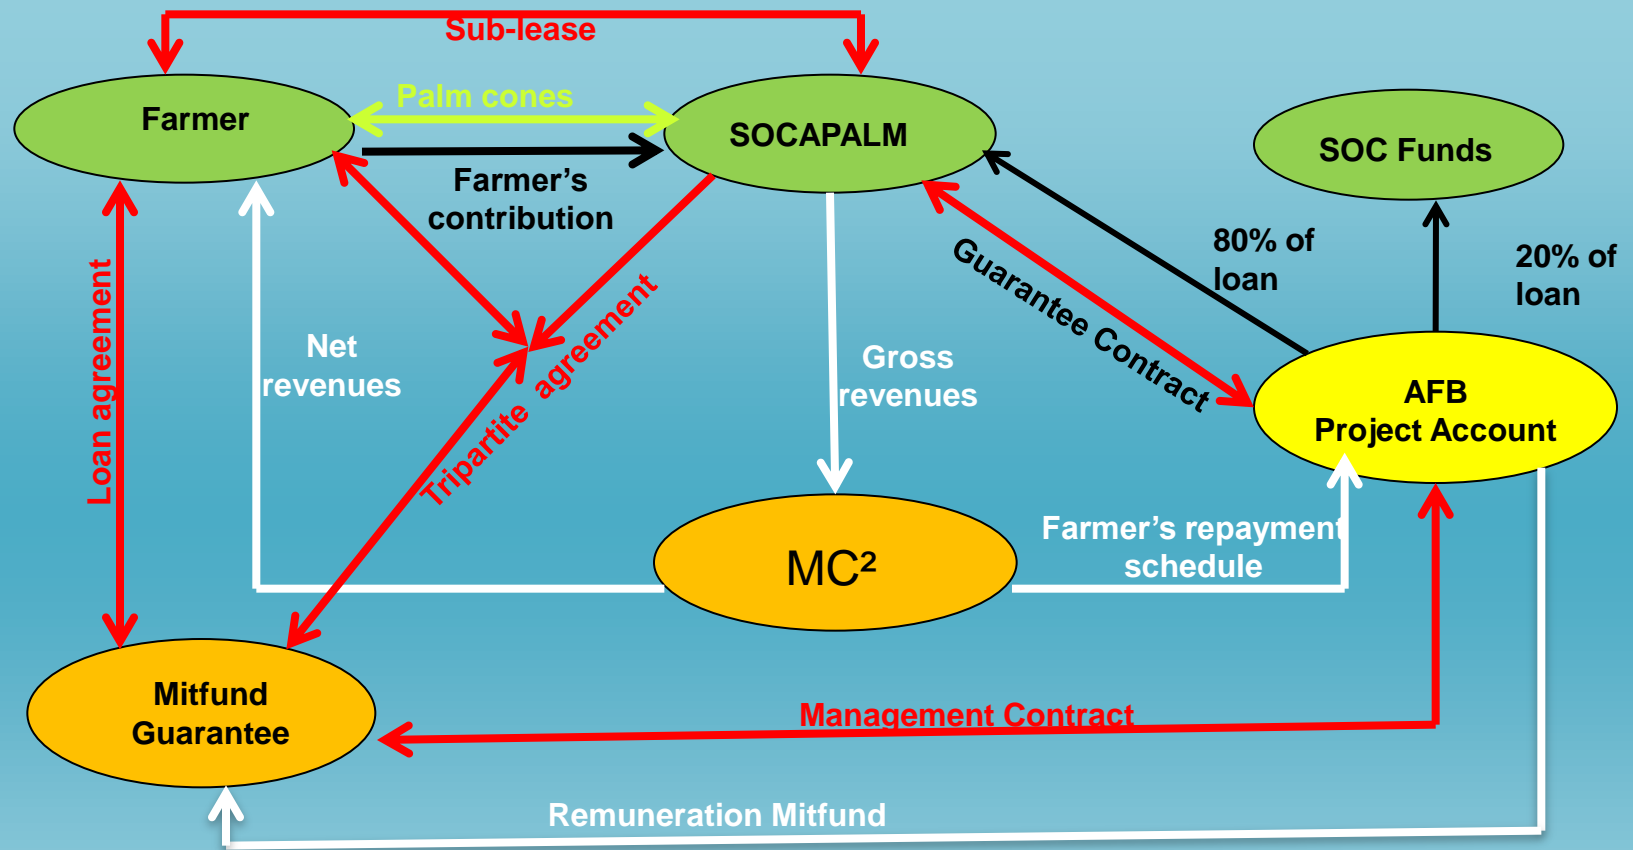 Sub-lease
Farmer
Palm cones
SOCAPALM
SOC Funds
Farmer's
contribution
80% of
loan
20% of
loan
Guarantee Contract
Loan agreement
Net
revenues
Tripartite agreement
Gross
revenues
AFB
Project Account
MC²
Farmer's repayment
schedule
Mitfund
Guarantee
Management Contract
Remuneration Mitfund